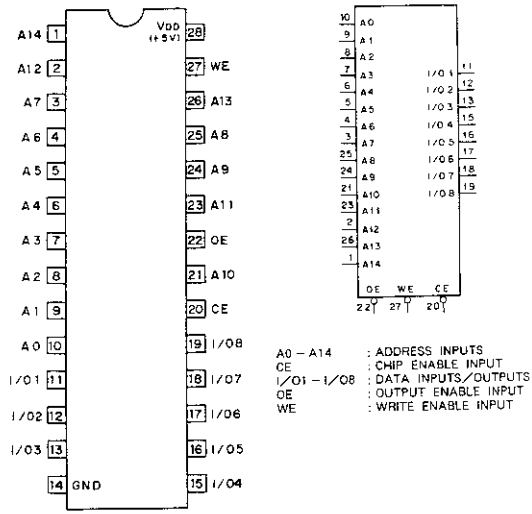 A14 1
VDD 28
(+5V)
A12 2
27 WE
A7 3
26 A13
A6 4
25 A8
A5 5
24 A9
A4 6
23 A11
A3 7
22 OE
A2 8
21 A10
A1 9
20 CE
A0 10
19 I/O8
I/O1 11
18 I/O7
I/O2 12
17 I/O6
I/O3 13
16 I/O5
14 GND
15 I/O4
10 A0
9 A1
8 A2
7 A3
6 A4
5 A5
4 A6
3 A7
25 A8
24 A9
21 A10
23 A11
2 A12
26 A13
1 A14
I/O1 11
I/O2 12
I/O3 13
I/O4 15
I/O5 16
I/O6 17
I/O7 18
I/O8 19
OE WE CE
22 27 20
A0 - A14 : ADDRESS INPUTS
CE : CHIP ENABLE INPUT
I/O1 - I/O8 : DATA INPUTS/OUTPUTS
OE : OUTPUT ENABLE INPUT
WE : WRITE ENABLE INPUT